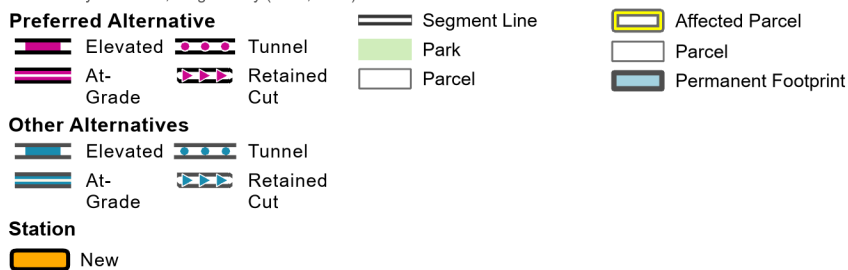 Preferred Alternative
Elevated
Tunnel
At-
Grade
Retained
Cut
Other Alternatives
Elevated
Tunnel
At-
Grade
Retained
Cut
Station
New
Segment Line
Park
Parcel
Affected Parcel
Parcel
Permanent Footprint